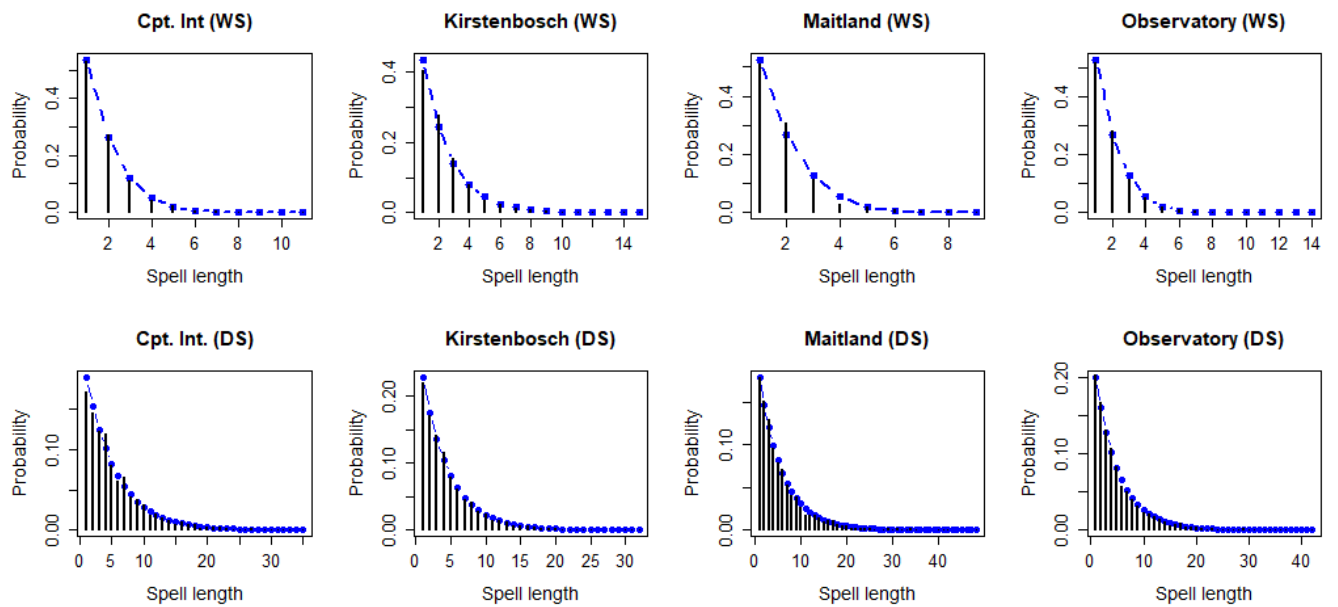 Cpt. Int (WS)
Probability
0.0 0.2 0.4
2 4 6 8 10
Spell length
Kirstenbosch (WS)
Probability
0.0 0.2 0.4
2 4 6 8 10 14
Spell length
Maitland (WS)
Probability
0.0 0.2 0.4
2 4 6 8
Spell length
Observatory (WS)
Probability
0.0 0.2 0.4
2 4 6 8 10 12 14
Spell length
Cpt. Int. (DS)
Probability
0.00 0.10
0 5 10 20 30
Spell length
Kirstenbosch (DS)
Probability
0.00 0.10 0.20
0 5 10 15 20 25 30
Spell length
Maitland (DS)
Probability
0.00 0.10
0 10 20 30 40
Spell length
Observatory (DS)
Probability
0.00 0.10 0.20
0 10 20 30 40
Spell length